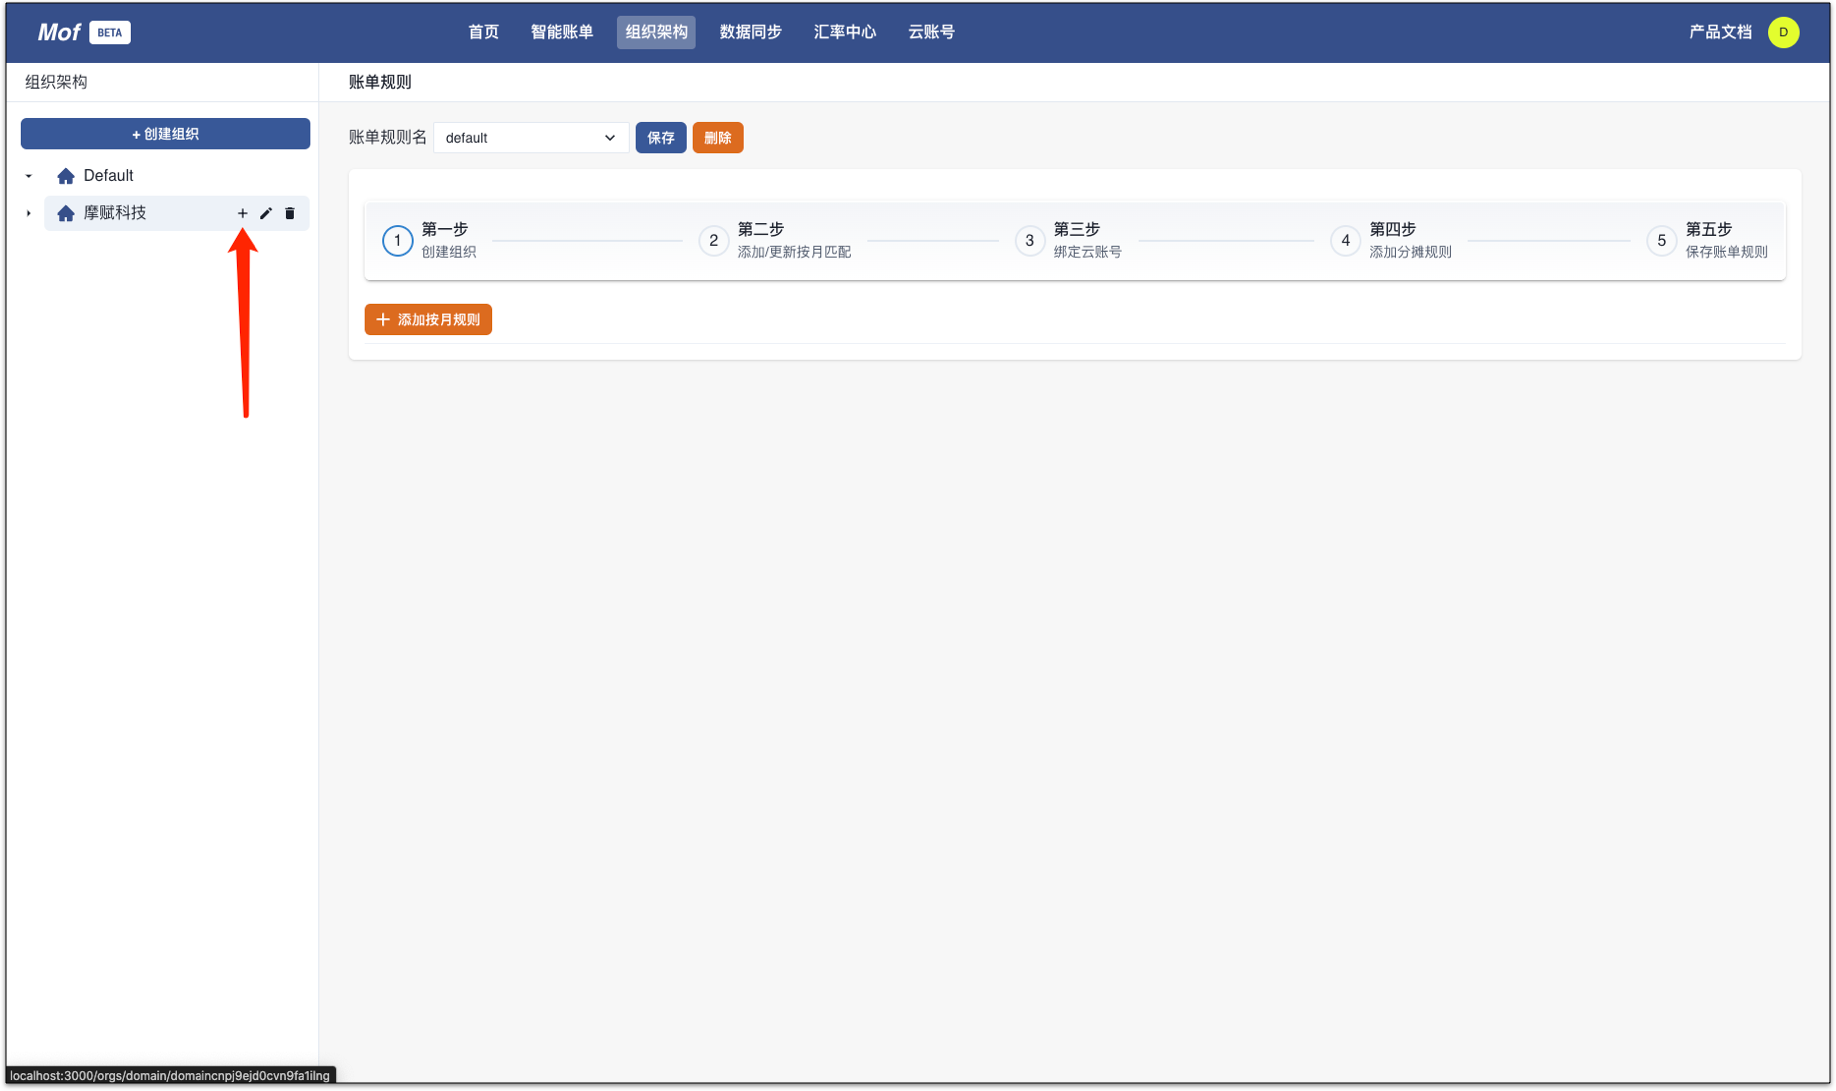 Mof BETA 首页 智能账单 组织架构 数据同步 汇率中心 云账号 产品文档 D
组织架构
+ 创建组织
Default
摩赋科技
账单规则
账单规则名 default 保存 删除
1 第一步 2 第二步 3 第三步 4 第四步 5 第五步
创建组织 添加/更新按月匹配 绑定云账号 添加分摊规则 保存账单规则
+ 添加按月规则
localhost:3000/orgs/domain/domaincnpj9ejd0cvn9fa1ilng